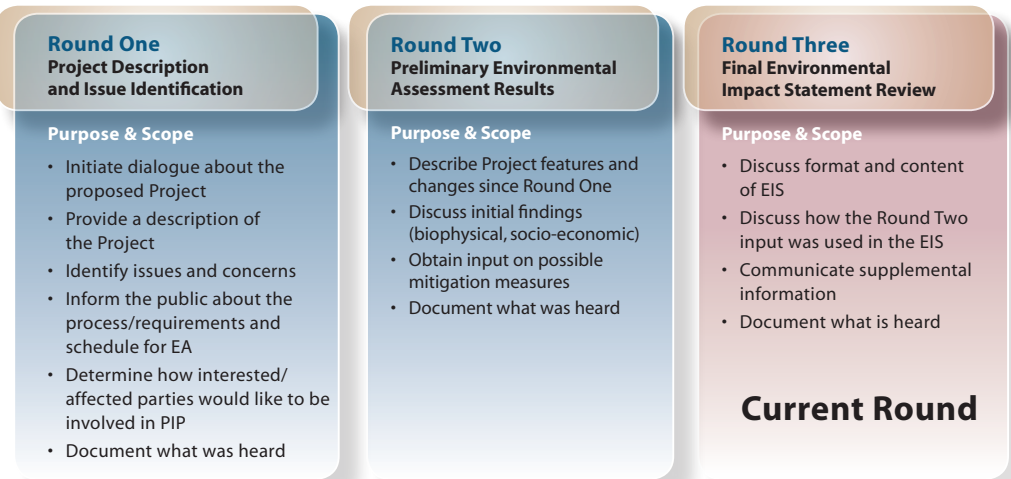 Round One
Project Description
and Issue Identification
Purpose & Scope
• Initiate dialogue about the
proposed Project
• Provide a description of
the Project
• Identify issues and concerns
• Inform the public about the
process/requirements and
schedule for EA
• Determine how interested/
affected parties would like to be
involved in PIP
• Document what was heard
Round Two
Preliminary Environmental
Assessment Results
Purpose & Scope
• Describe Project features and
changes since Round One
• Discuss initial findings
(biophysical, socio-economic)
• Obtain input on possible
mitigation measures
• Document what was heard
Round Three
Final Environmental
Impact Statement Review
Purpose & Scope
• Discuss format and content
of EIS
• Discuss how the Round Two
input was used in the EIS
• Communicate supplemental
information
• Document what is heard
Current Round